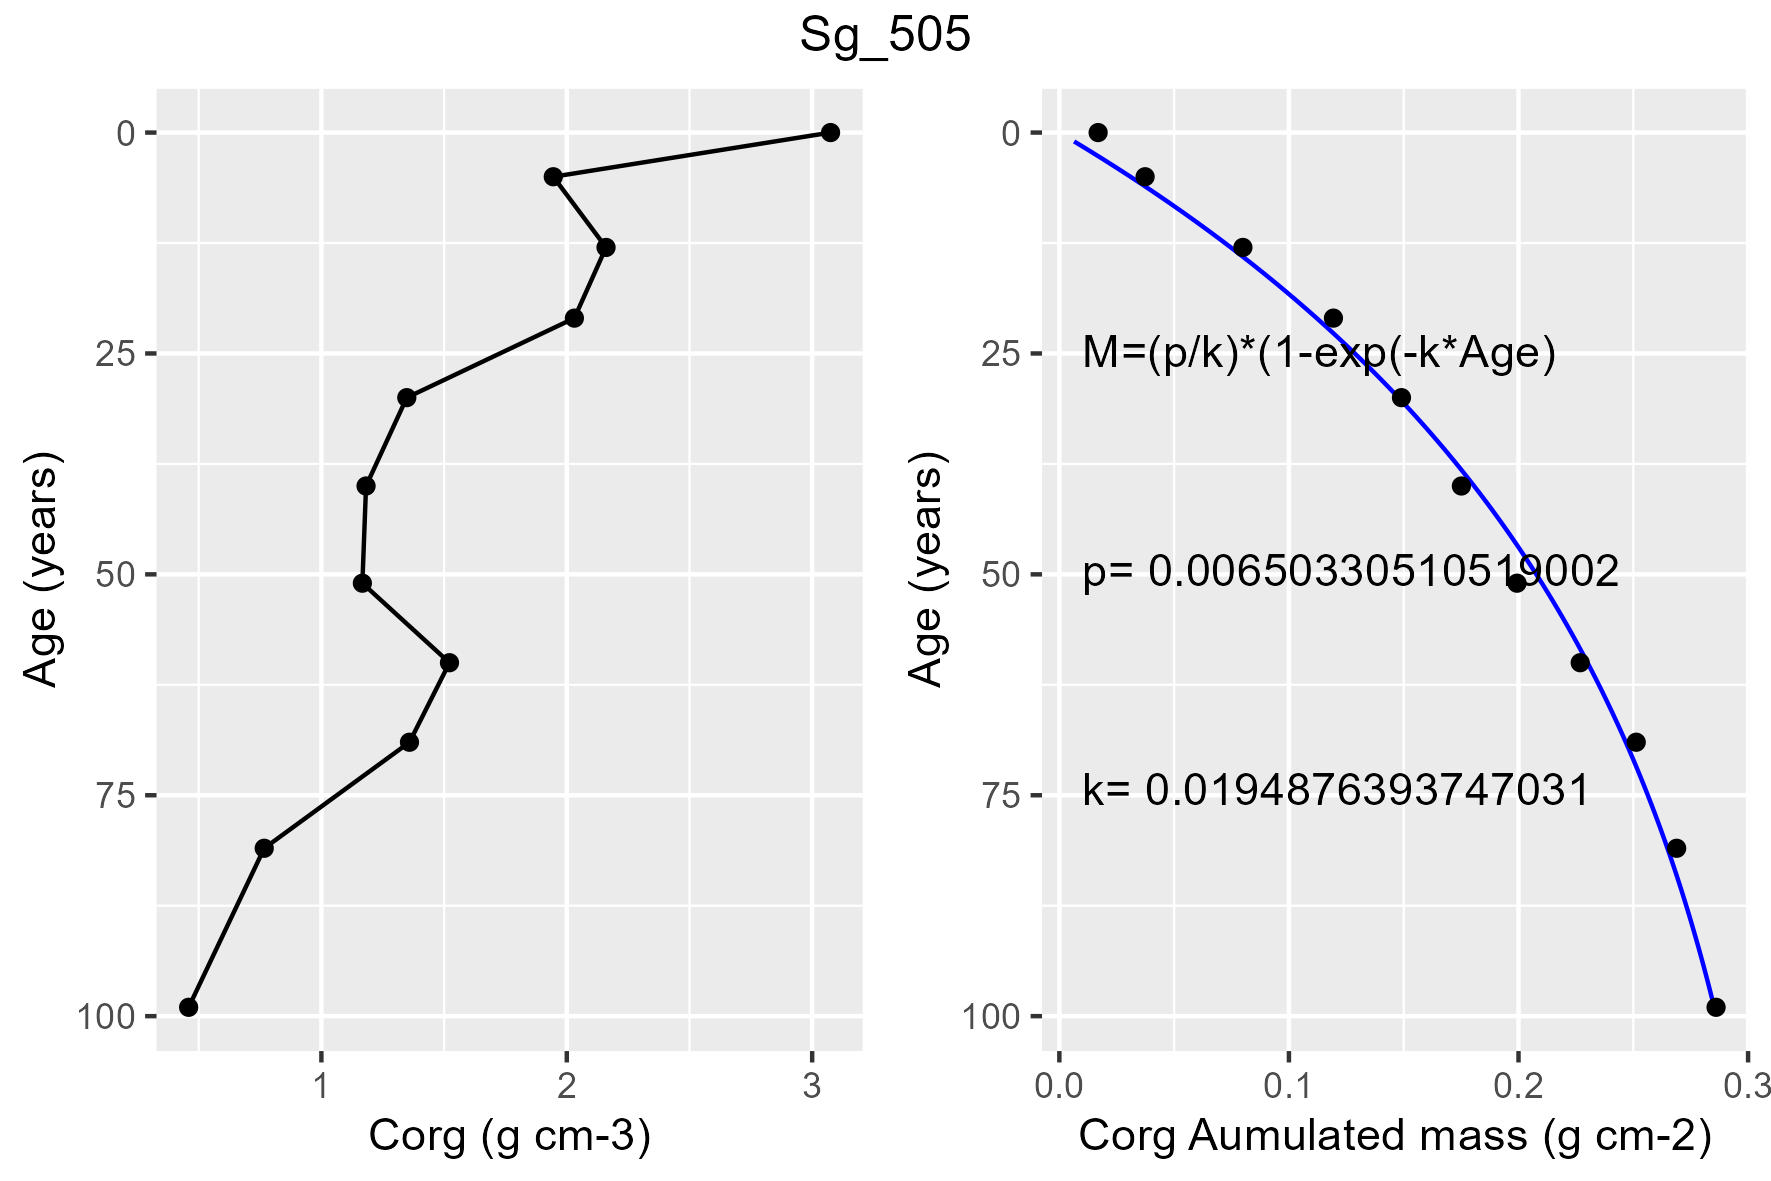 Sg_505
0
25
50
75
100
Age (years)
1
2
3
Corg (g cm-3)
0
25
50
75
100
Age (years)
M=(p/k)*(1-exp(-k*Age)
p= 0.00650330510519002
k= 0.0194876393747031
0.0
0.1
0.2
0.3
Corg Aumulated mass (g cm-2)